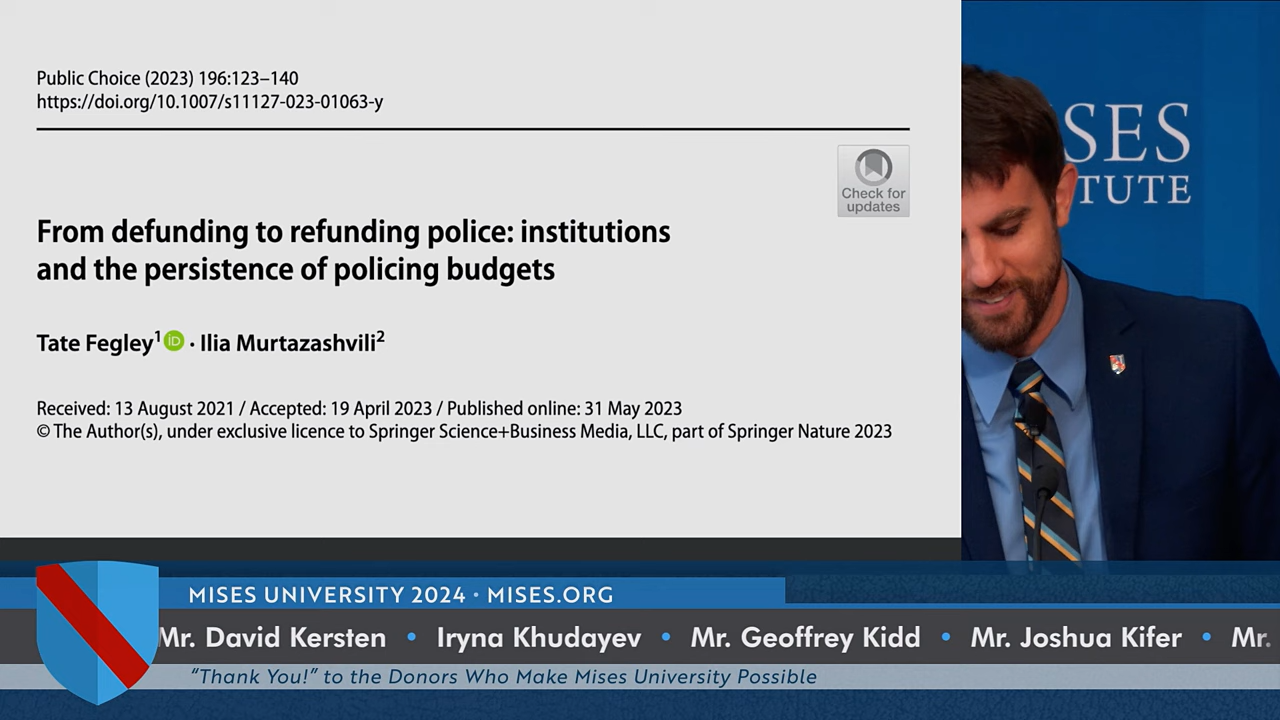 Public Choice (2023) 196:123–140
https://doi.org/10.1007/s11127-023-01063-y
Check for
updates
From defunding to refunding police: institutions
and the persistence of policing budgets
Tate Fegley¹ iD · Ilia Murtazashvili²
Received: 13 August 2021 / Accepted: 19 April 2023 / Published online: 31 May 2023
© The Author(s), under exclusive licence to Springer Science+Business Media, LLC, part of Springer Nature 2023
SES
TUTE
MISES UNIVERSITY 2024 · MISES.ORG
Mr. David Kersten • Iryna Khudayev • Mr. Geoffrey Kidd • Mr. Joshua Kifer • Mr.
“Thank You!” to the Donors Who Make Mises University Possible